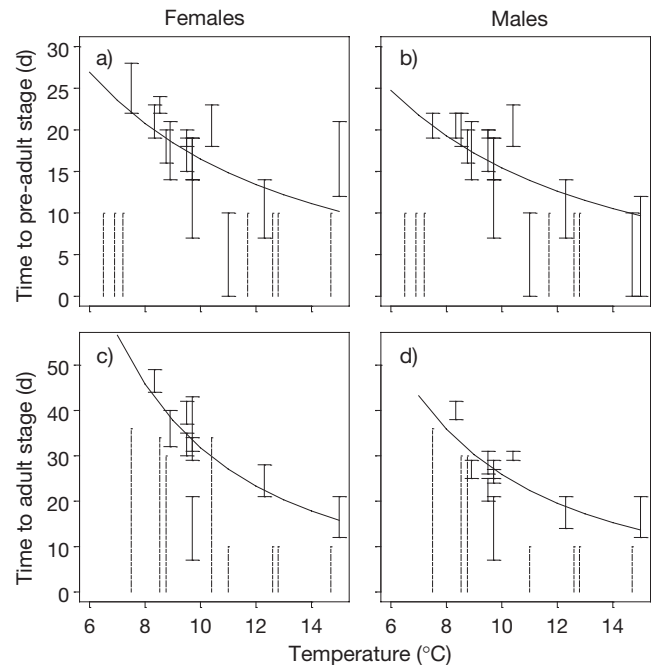 Females Males
Time to pre-adult stage (d)
30
25
20
15
10
5
0
a)
b)
Time to adult stage (d)
50
40
30
20
10
0
c)
d)
6 8 10 12 14 6 8 10 12 14
Temperature (°C)